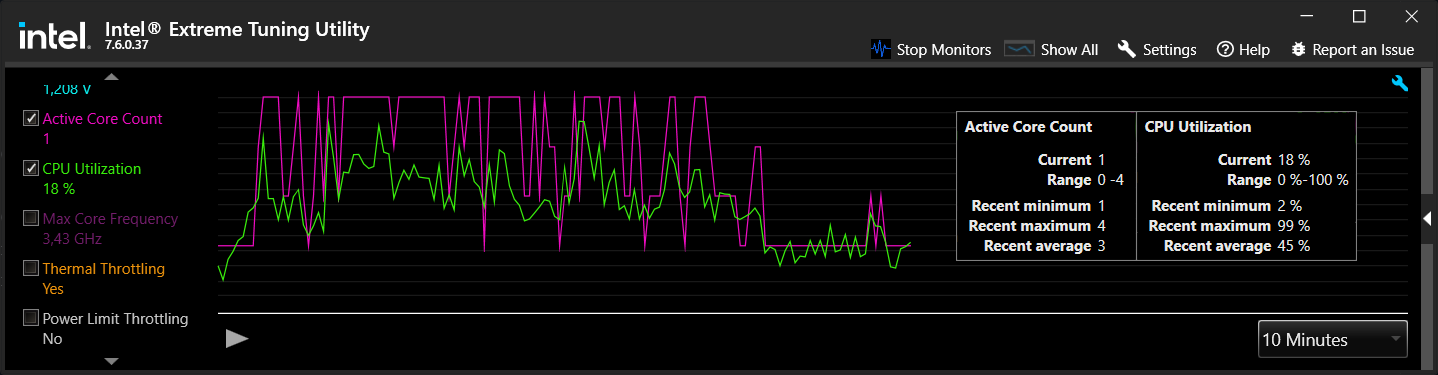 intel.
Intel® Extreme Tuning Utility
7.6.0.37
Stop Monitors
Show All
Settings
Help
Report an Issue
1,208 V
Active Core Count
1
CPU Utilization
18 %
Max Core Frequency
3,43 GHz
Thermal Throttling
Yes
Power Limit Throttling
No
Active Core Count
Current 1
Range 0 -4
Recent minimum 1
Recent maximum 4
Recent average 3
CPU Utilization
Current 18 %
Range 0 %-100 %
Recent minimum 2 %
Recent maximum 99 %
Recent average 45 %
10 Minutes